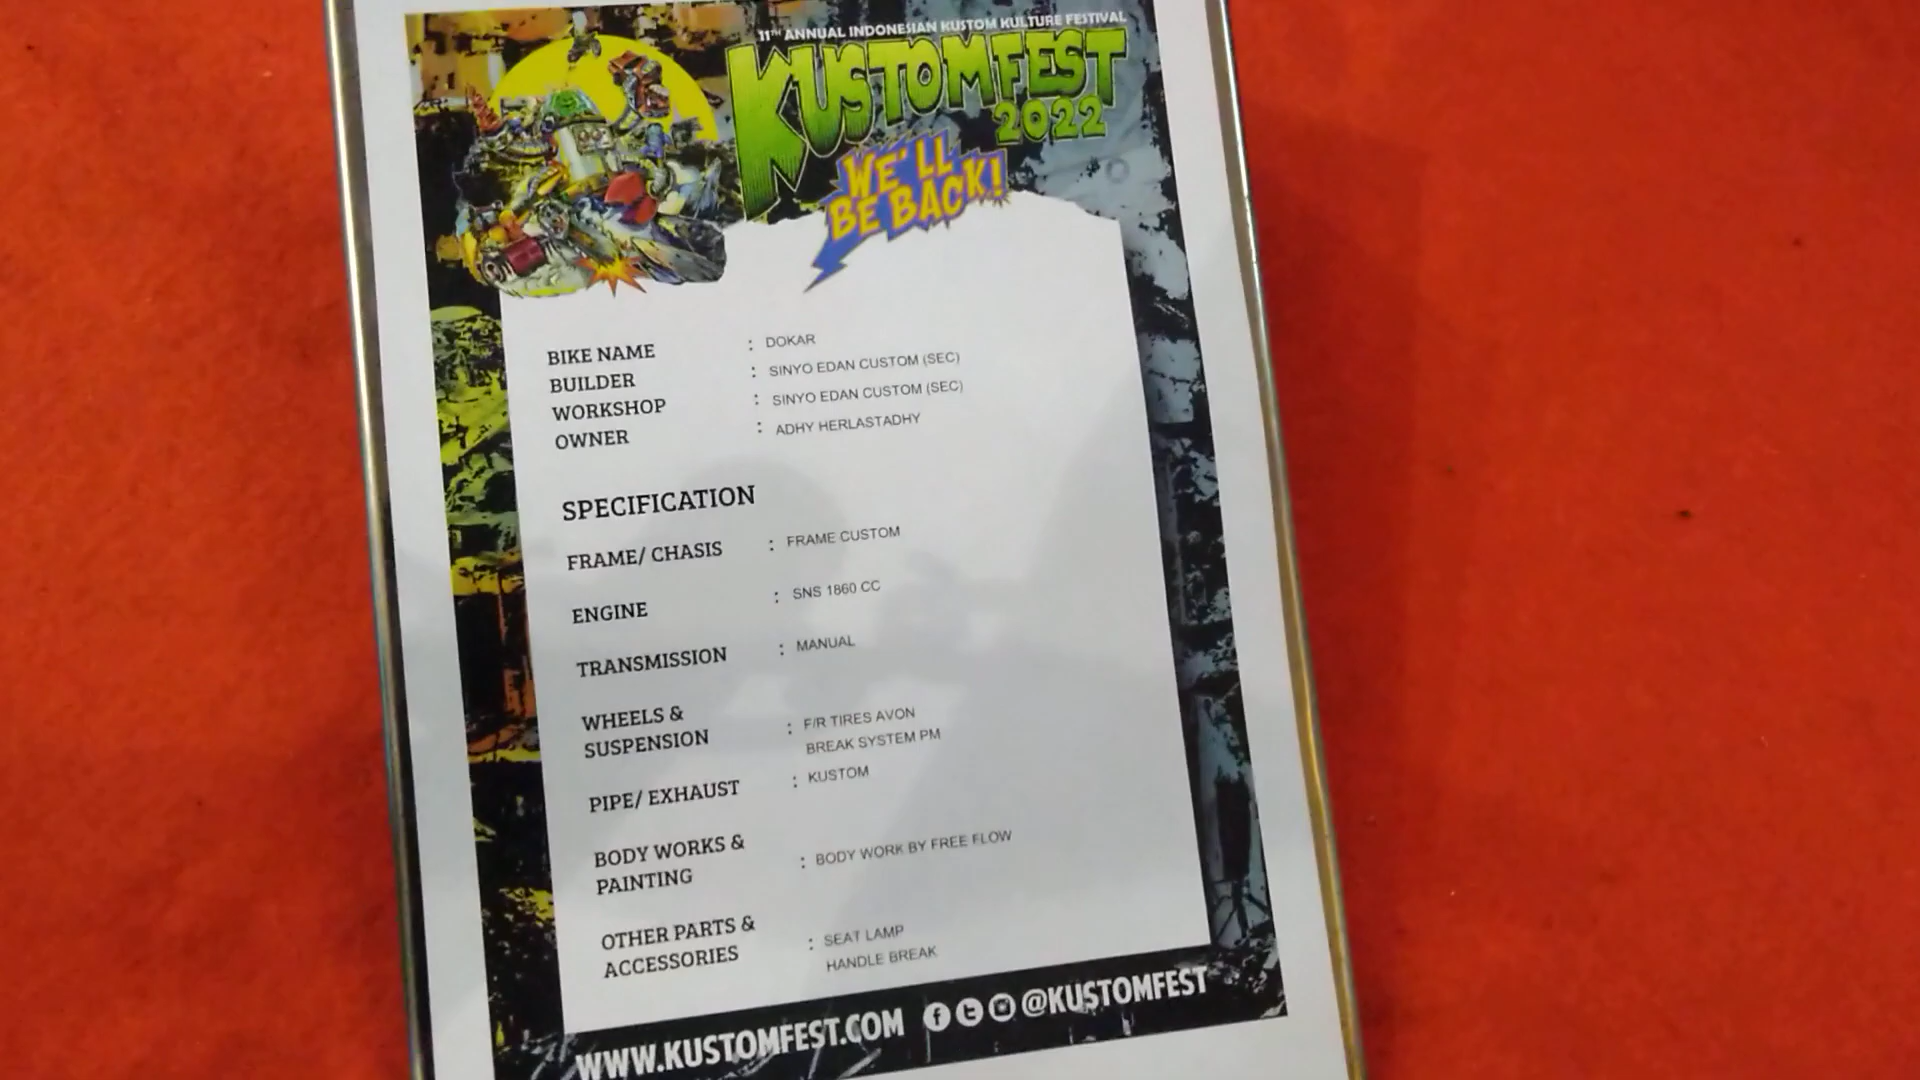 11TH ANNUAL INDONESIAN KUSTOM KULTURE FESTIVAL
KUSTOMFEST
2022
WE'LL
BE BACK!
BIKE NAME : DOKAR
BUILDER : SINYO EDAN CUSTOM (SEC)
WORKSHOP : SINYO EDAN CUSTOM (SEC)
OWNER : ADHY HERLASTADHY
SPECIFICATION
FRAME/ CHASIS : FRAME CUSTOM
ENGINE : SNS 1860 CC
TRANSMISSION : MANUAL
WHEELS &
SUSPENSION : F/R TIRES AVON
BREAK SYSTEM PM
PIPE/ EXHAUST : KUSTOM
BODY WORKS &
PAINTING : BODY WORK BY FREE FLOW
OTHER PARTS &
ACCESSORIES : SEAT LAMP
HANDLE BREAK
WWW.KUSTOMFEST.COM @KUSTOMFEST